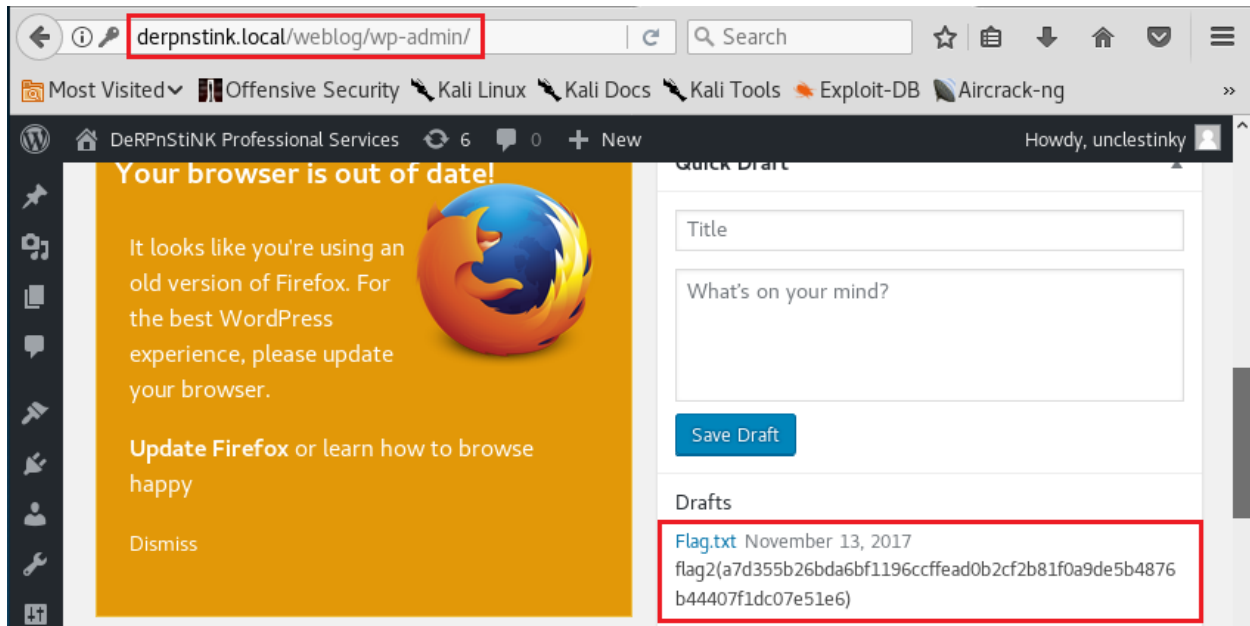 derpnstink.local/weblog/wp-admin/
Search
Most Visited
Offensive Security
Kali Linux
Kali Docs
Kali Tools
Exploit-DB
Aircrack-ng
»
DeRPnStiNK Professional Services
6
0
New
Howdy, unclestinky
Your browser is out of date!
It looks like you're using an
old version of Firefox. For
the best WordPress
experience, please update
your browser.
Update Firefox or learn how to browse
happy
Dismiss
Quick Draft
Title
What's on your mind?
Save Draft
Drafts
Flag.txt November 13, 2017
flag2(a7d355b26bda6bf1196ccffead0b2cf2b81f0a9de5b4876
b44407f1dc07e51e6)